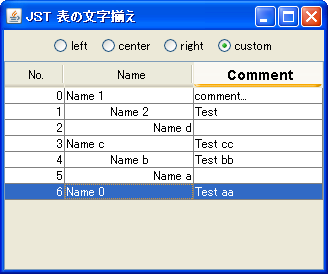 JST 表の文字揃え
left center right custom
No. Name Comment
0 Name 1 comment...
1 Name 2 Test
2 Name d
3 Name c Test cc
4 Name b Test bb
5 Name a
6 Name 0 Test aa